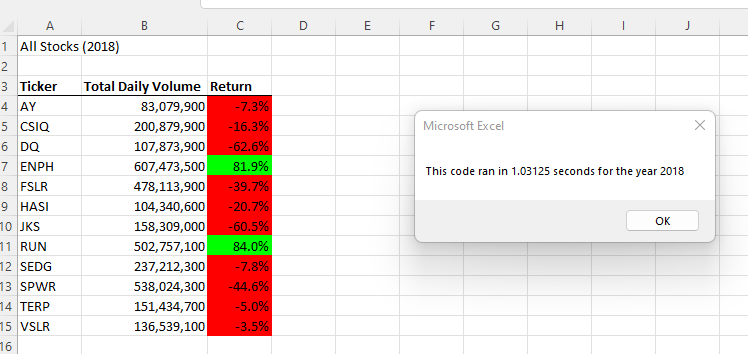 A B C D E F G H I J
1 All Stocks (2018)
2
3 Ticker Total Daily Volume Return
4 AY 83,079,900 -7.3%
5 CSIQ 200,879,900 -16.3%
6 DQ 107,873,900 -62.6%
7 ENPH 607,473,500 81.9%
8 FSLR 478,113,900 -39.7%
9 HASI 104,340,600 -20.7%
10 JKS 158,309,000 -60.5%
11 RUN 502,757,100 84.0%
12 SEDG 237,212,300 -7.8%
13 SPWR 538,024,300 -44.6%
14 TERP 151,434,700 -5.0%
15 VSLR 136,539,100 -3.5%
16
Microsoft Excel
This code ran in 1.03125 seconds for the year 2018
OK